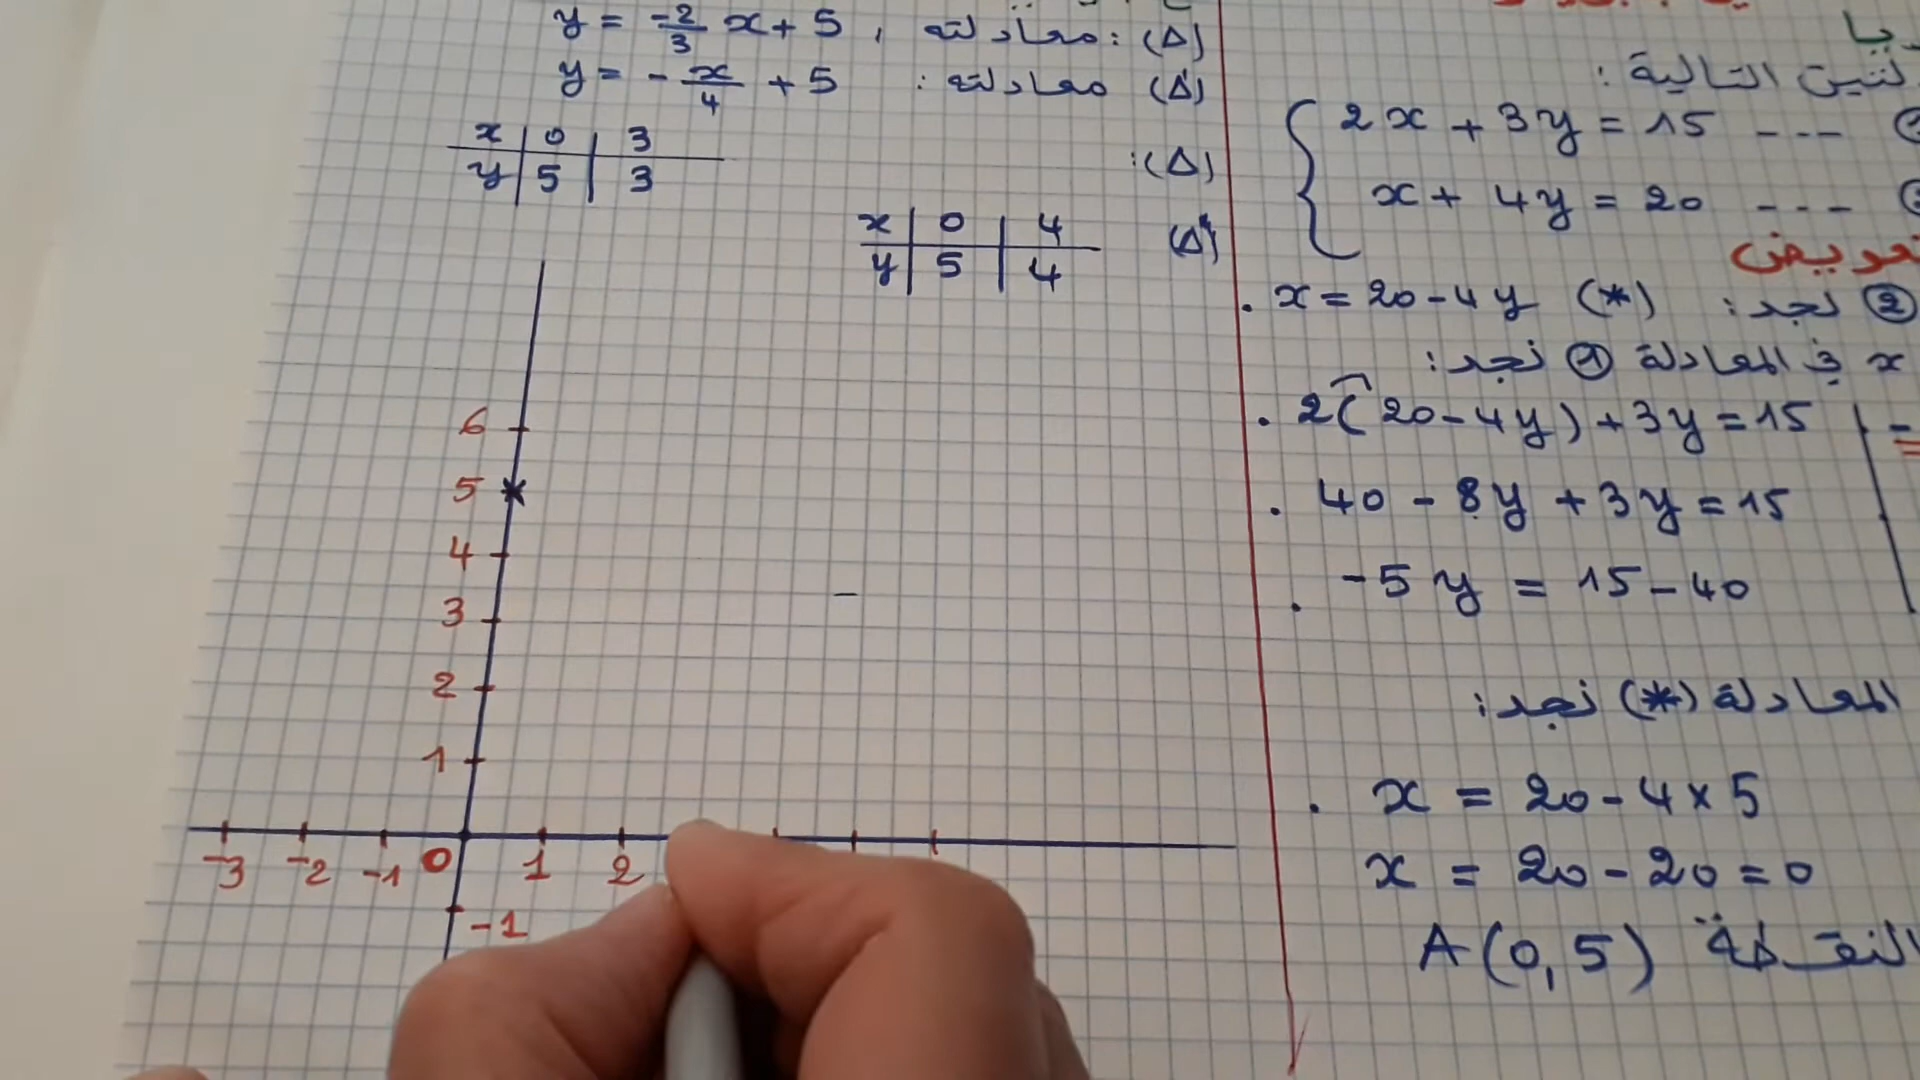 لتين التالية :
{ 2x + 3y = 15 ---
x + 4y = 20 ---
. x = 20 - 4y (*) ② نجد :
x في المعادلة ① نجد :
. 2(20 - 4y) + 3y = 15
. 40 - 8y + 3y = 15
. -5y = 15 - 40
المعادلة (*) نجد :
. x = 20 - 4 × 5
x = 20 - 20 = 0
النقطة A(0, 5)
(Δ) : معادلته , y = -2/3 x + 5
(Δ') معادلته : y = - x/4 + 5
(Δ) :
x | 0 | 3
y | 5 | 3
(Δ')
x | 0 | 4
y | 5 | 4
6
5
4
3
2
1
-3 -2 -1 0 1 2
-1